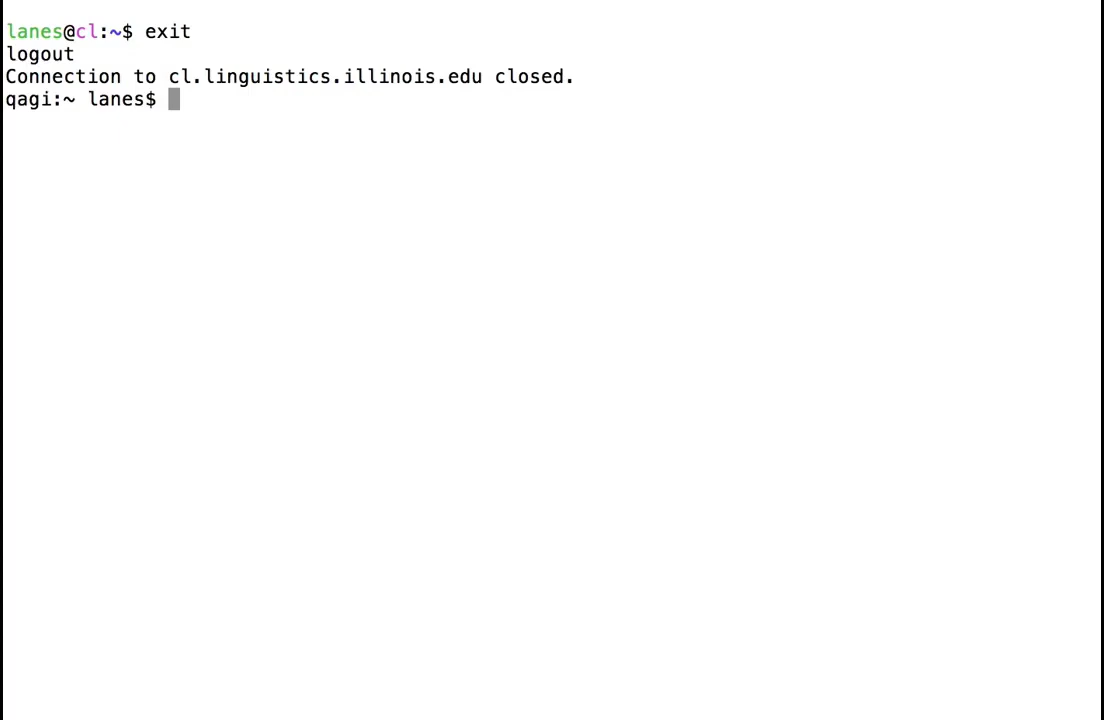 lanes@cl:~$ exit
logout
Connection to cl.linguistics.illinois.edu closed.
qagi:~ lanes$